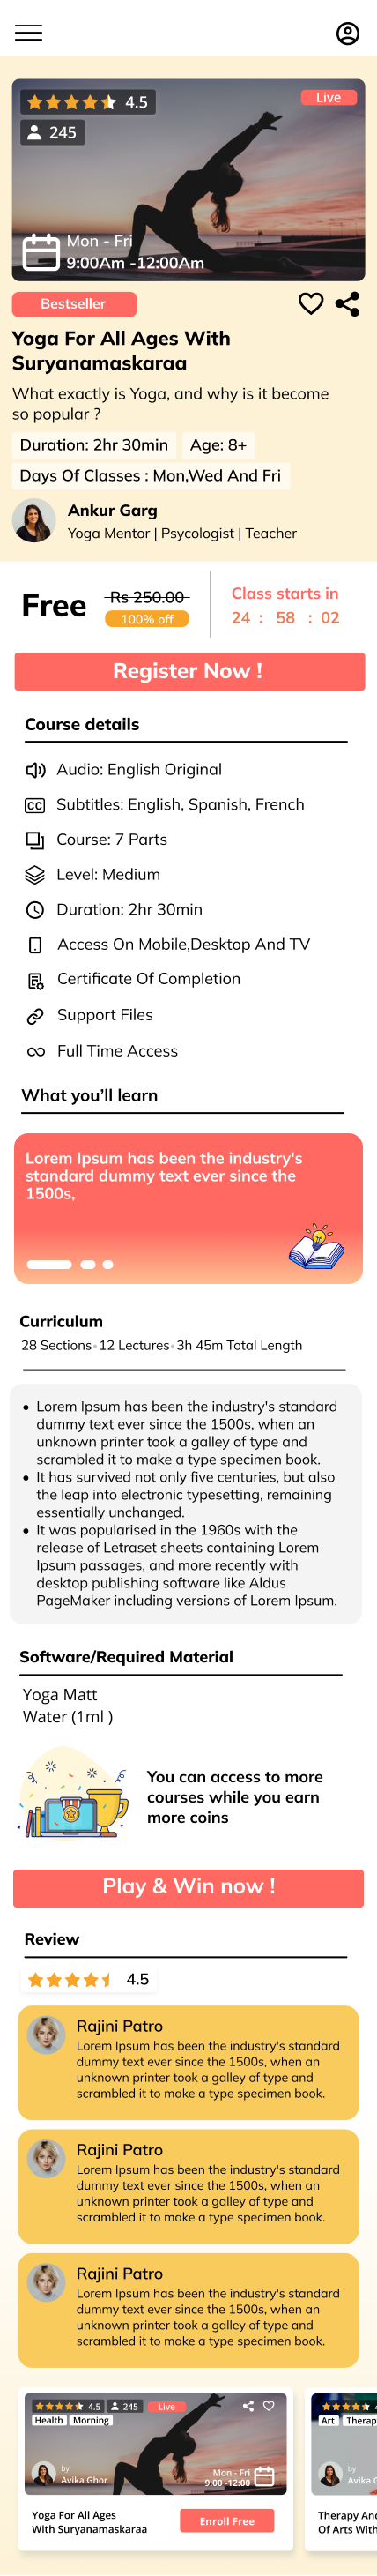 4.5
Live
245
Mon - Fri
9:00Am -12:00Am
Bestseller
Yoga For All Ages With
Suryanamaskaraa
What exactly is Yoga, and why is it become
so popular ?
Duration: 2hr 30min
Age: 8+
Days Of Classes : Mon,Wed And Fri
Ankur Garg
Yoga Mentor | Psycologist | Teacher
Free
Rs 250.00
100% off
Class starts in
24 : 58 : 02
Register Now !
Course details
Audio: English Original
CC
Subtitles: English, Spanish, French
Course: 7 Parts
Level: Medium
Duration: 2hr 30min
Access On Mobile,Desktop And TV
Certificate Of Completion
Support Files
Full Time Access
What you'll learn
Lorem Ipsum has been the industry's
standard dummy text ever since the
1500s,
Curriculum
28 Sections•12 Lectures•3h 45m Total Length
• Lorem Ipsum has been the industry's standard
dummy text ever since the 1500s, when an
unknown printer took a galley of type and
scrambled it to make a type specimen book.
• It has survived not only five centuries, but also
the leap into electronic typesetting, remaining
essentially unchanged.
• It was popularised in the 1960s with the
release of Letraset sheets containing Lorem
Ipsum passages, and more recently with
desktop publishing software like Aldus
PageMaker including versions of Lorem Ipsum.
Software/Required Material
Yoga Matt
Water (1ml )
You can access to more
courses while you earn
more coins
Play & Win now !
Review
4.5
Rajini Patro
Lorem Ipsum has been the industry's standard
dummy text ever since the 1500s, when an
unknown printer took a galley of type and
scrambled it to make a type specimen book.
Rajini Patro
Lorem Ipsum has been the industry's standard
dummy text ever since the 1500s, when an
unknown printer took a galley of type and
scrambled it to make a type specimen book.
Rajini Patro
Lorem Ipsum has been the industry's standard
dummy text ever since the 1500s, when an
unknown printer took a galley of type and
scrambled it to make a type specimen book.
4.5
245
Live
Health
Morning
by
Avika Ghor
Mon - Fri
9:00 -12:00
Yoga For All Ages
With Suryanamaskaraa
Enroll Free
Art
Therap
by
Avika
Therapy And
Of Arts With